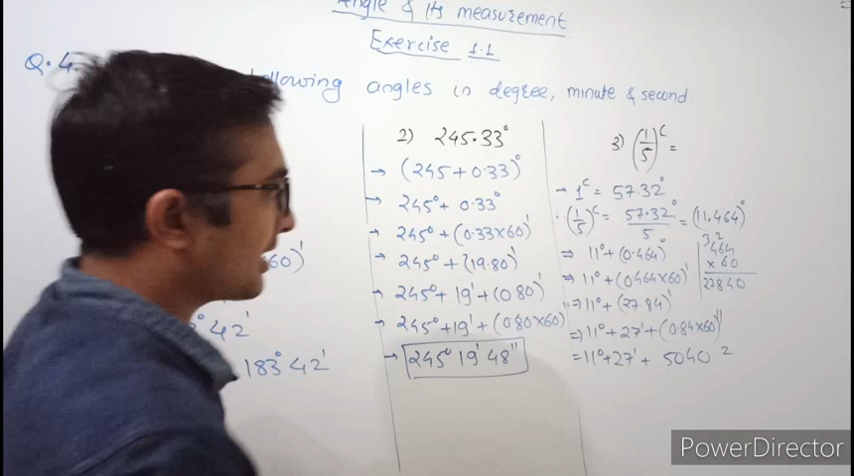 Angle & Its measurement
Exercise 1.1
Q.4.
following angles in degree, minute & second.
60)'
42'
183° 42'
2) 245.33°
→ (245 + 0.33)°
→ 245° + 0.33°
→ 245° + (0.33×60)'
→ 245° + (19.80)'
→ 245° + 19' + (0.80)'
→ 245° + 19' + (0.80×60)
→ 245° 19' 48"
3) (1/5)ᶜ =
→ 1ᶜ = 57.32°
∴ (1/5)ᶜ = 57.32°/5 = (11.464)°
⇒ 11° + (0.464)°
⇒ 11° + (0.464×60)'
⇒ 11° + (27.84)'
⇒ 11° + 27' + (0.84×60)"
= 11° + 27' + 5040
3 2
464
× 60
27840
PowerDirector